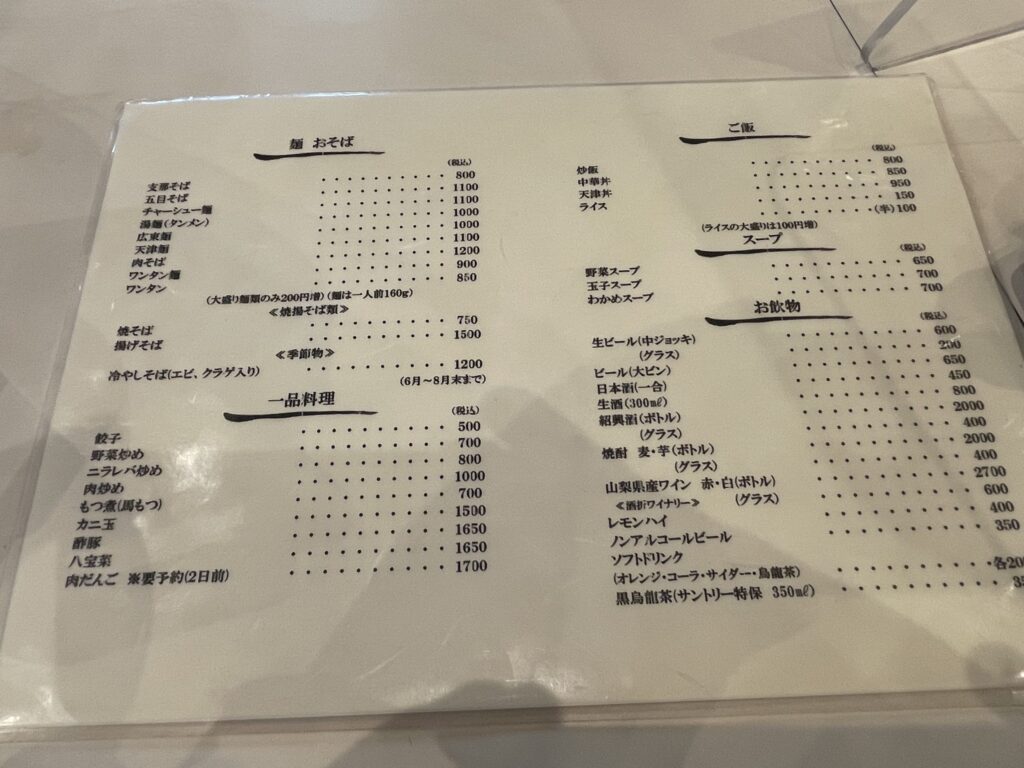 麺 おそば
(税込)
支那そば ・・・・・・・・・ 800
五目そば ・・・・・・・・・ 1100
チャーシュー麺 ・・・・・・・・・ 1100
湯麺(タンメン) ・・・・・・・・・ 1000
広東麺 ・・・・・・・・・ 1000
天津麺 ・・・・・・・・・ 1100
肉そば ・・・・・・・・・ 1200
ワンタン麺 ・・・・・・・・・ 900
ワンタン ・・・・・・・・・ 850
(大盛り麺類のみ200円増)(麺は一人前160g)
≪焼揚そば類≫
焼そば ・・・・・・・・・ 750
揚げそば ・・・・・・・・・ 1500
≪季節物≫
冷やしそば(エビ、クラゲ入り) ・・・・・・・・・ 1200
(6月～8月末まで)
一品料理
(税込)
餃子 ・・・・・・・・・ 500
野菜炒め ・・・・・・・・・ 700
ニラレバ炒め ・・・・・・・・・ 800
肉炒め ・・・・・・・・・ 1000
もつ煮(馬もつ) ・・・・・・・・・ 700
カニ玉 ・・・・・・・・・ 1500
酢豚 ・・・・・・・・・ 1650
八宝菜 ・・・・・・・・・ 1650
肉だんご ※要予約(2日前) ・・・・・・・・・ 1700
ご飯
(税込)
炒飯 ・・・・・・・・・ 800
中華丼 ・・・・・・・・・ 850
天津丼 ・・・・・・・・・ 950
ライス ・・・・・・・・・ 150
・・・・・・・・・ (半)100
(ライスの大盛りは100円増)
スープ
(税込)
野菜スープ ・・・・・・・・・ 650
玉子スープ ・・・・・・・・・ 700
わかめスープ ・・・・・・・・・ 700
お飲物
(税込)
生ビール(中ジョッキ) ・・・・・・・・・ 600
(グラス) ・・・・・・・・・
ビール(大ビン) ・・・・・・・・・ 650
日本酒(一合) ・・・・・・・・・ 450
生酒(300㎖) ・・・・・・・・・ 800
紹興酒(ボトル) ・・・・・・・・・ 2000
(グラス) ・・・・・・・・・ 400
焼酎 麦・芋(ボトル) ・・・・・・・・・ 2000
(グラス) ・・・・・・・・・ 400
山梨県産ワイン 赤・白(ボトル) ・・・・・・・・・ 2700
≪酒折ワイナリー≫ (グラス) ・・・・・・・・・ 600
レモンハイ ・・・・・・・・・ 400
ノンアルコールビール ・・・・・・・・・ 350
ソフトドリンク
(オレンジ・コーラ・サイダー・烏龍茶) ・・・・・・・・・ 各200
黒烏龍茶(サントリー特保 350㎖) ・・・・・・・・・